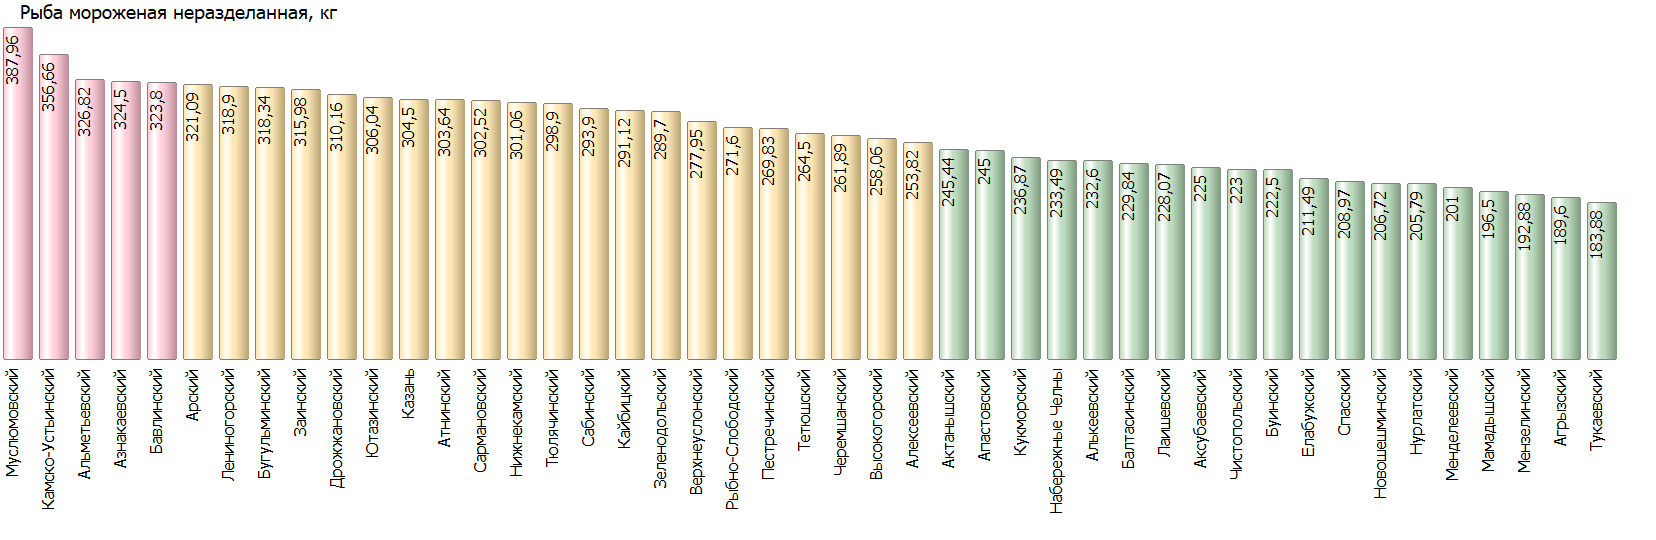 Рыба мороженая неразделанная, кг
387,96
356,66
326,82
324,5
323,8
321,09
318,9
318,34
315,98
310,16
306,04
304,5
303,64
302,52
301,06
298,9
293,9
291,12
289,7
277,95
271,6
269,83
264,5
261,89
258,06
253,82
245,44
245
236,87
233,49
232,6
229,84
228,07
225
223
222,5
211,49
208,97
206,72
205,79
201
196,5
192,88
189,6
183,88
Муслюмовский
Камско-Устьинский
Альметьевский
Азнакаевский
Бавлинский
Арский
Лениногорский
Бугульминский
Заинский
Дрожжановский
Ютазинский
Казань
Атнинский
Сармановский
Нижнекамский
Тюлячинский
Сабинский
Кайбицкий
Зеленодольский
Верхнеуслонский
Рыбно-Слободский
Пестречинский
Тетюшский
Черемшанский
Высокогорский
Алексеевский
Актанышский
Апастовский
Кукморский
Набережные Челны
Алькеевский
Балтасинский
Лаишевский
Аксубаевский
Чистопольский
Буинский
Елабужский
Спасский
Новошешминский
Нурлатский
Менделеевский
Мамадышский
Мензелинский
Агрызский
Тукаевский